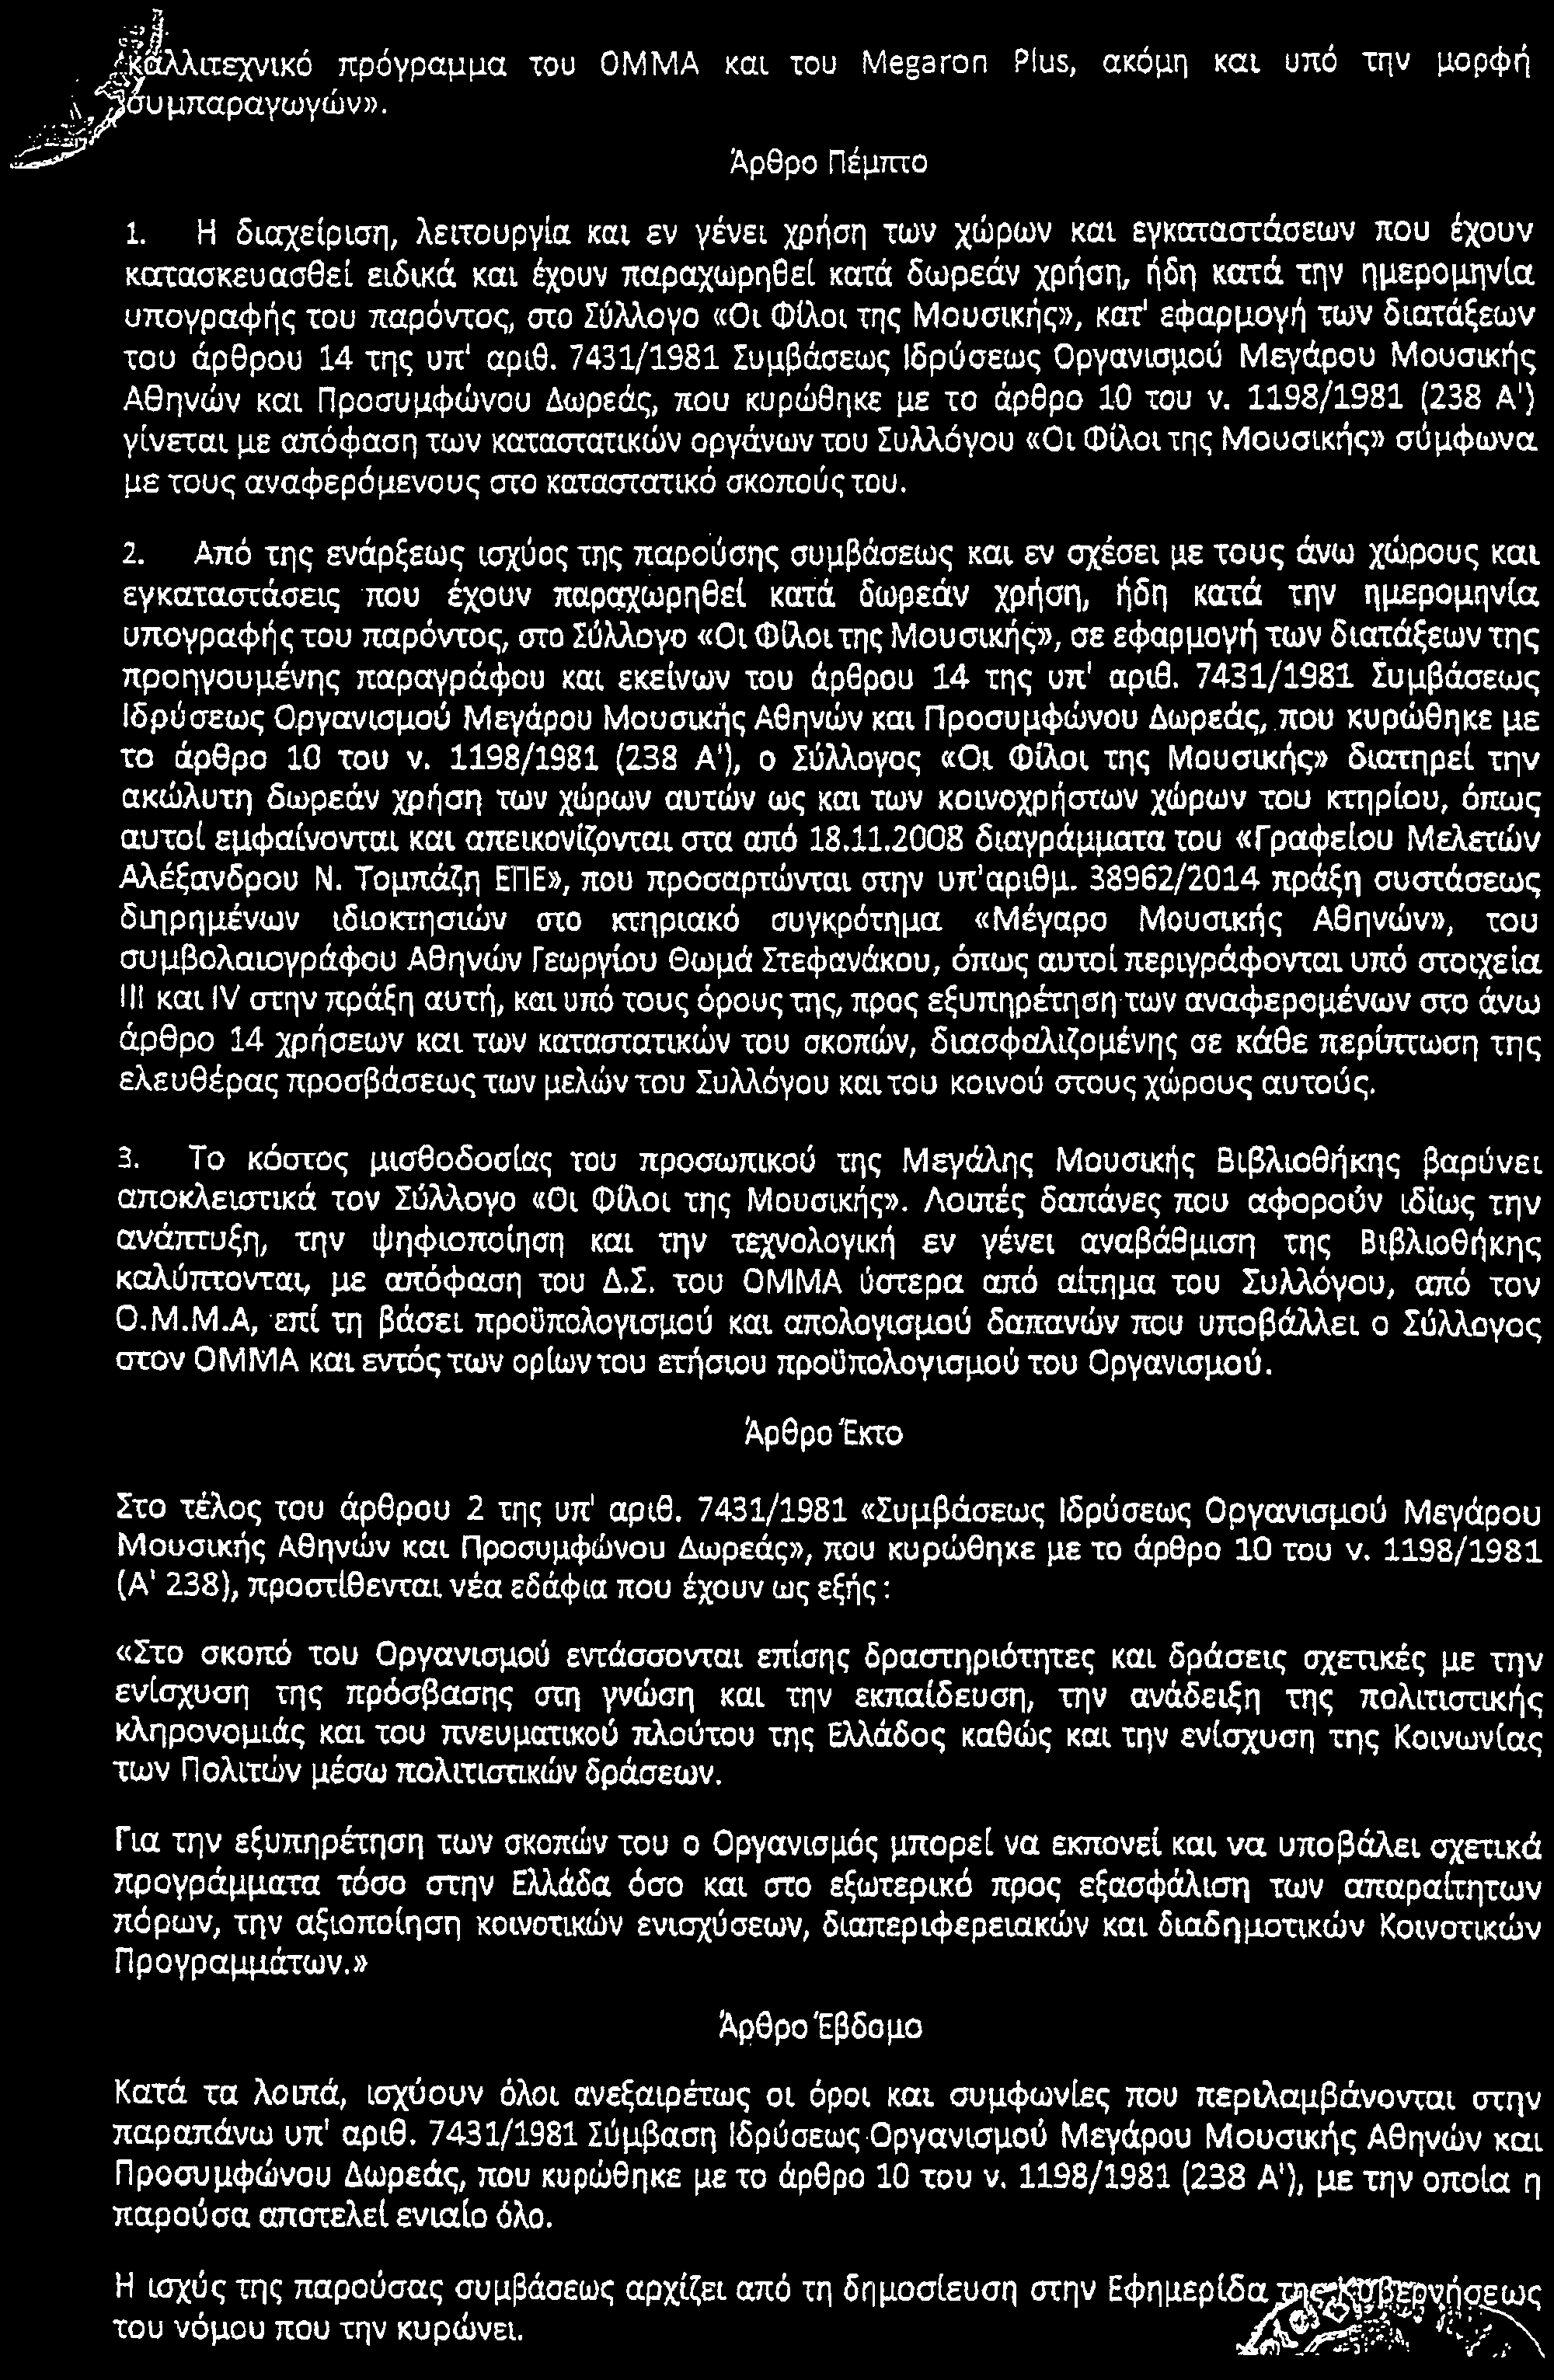 καλλιτεχνικό πρόγραμμα του ΟΜΜΑ και του Megaron Plus, ακόμη και υπό την μορφή
συμπαραγωγών».
Άρθρο Πέμπτο
1. Η διαχείριση, λειτουργία και εν γένει χρήση των χώρων και εγκαταστάσεων που έχουν
κατασκευασθεί ειδικά και έχουν παραχωρηθεί κατά δωρεάν χρήση, ήδη κατά την ημερομηνία
υπογραφής του παρόντος, στο Σύλλογο «Οι Φίλοι της Μουσικής», κατ' εφαρμογή των διατάξεων
του άρθρου 14 της υπ' αριθ. 7431/1981 Συμβάσεως Ιδρύσεως Οργανισμού Μεγάρου Μουσικής
Αθηνών και Προσυμφώνου Δωρεάς, που κυρώθηκε με το άρθρο 10 του ν. 1198/1981 (238 Α')
γίνεται με απόφαση των καταστατικών οργάνων του Συλλόγου «Οι Φίλοι της Μουσικής» σύμφωνα
με τους αναφερόμενους στο καταστατικό σκοπούς του.
2. Από της ενάρξεως ισχύος της παρούσης συμβάσεως και εν σχέσει με τους άνω χώρους και
εγκαταστάσεις που έχουν παραχωρηθεί κατά δωρεάν χρήση, ήδη κατά την ημερομηνία
υπογραφής του παρόντος, στο Σύλλογο «Οι Φίλοι της Μουσικής», σε εφαρμογή των διατάξεων της
προηγουμένης παραγράφου και εκείνων του άρθρου 14 της υπ' αριθ. 7431/1981 Συμβάσεως
Ιδρύσεως Οργανισμού Μεγάρου Μουσικής Αθηνών και Προσυμφώνου Δωρεάς, που κυρώθηκε με
το άρθρο 10 του ν. 1198/1981 (238 Α'), ο Σύλλογος «Οι Φίλοι της Μουσικής» διατηρεί την
ακώλυτη δωρεάν χρήση των χώρων αυτών ως και των κοινοχρήστων χώρων του κτηρίου, όπως
αυτοί εμφαίνονται και απεικονίζονται στα από 18.11.2008 διαγράμματα του «Γραφείου Μελετών
Αλέξανδρου Ν. Τομπάζη ΕΠΕ», που προσαρτώνται στην υπ'αριθμ. 38962/2014 πράξη συστάσεως
διηρημένων ιδιοκτησιών στο κτηριακό συγκρότημα «Μέγαρο Μουσικής Αθηνών», του
συμβολαιογράφου Αθηνών Γεωργίου Θωμά Στεφανάκου, όπως αυτοί περιγράφονται υπό στοιχεία
III και IV στην πράξη αυτή, και υπό τους όρους της, προς εξυπηρέτηση των αναφερομένων στο άνω
άρθρο 14 χρήσεων και των καταστατικών του σκοπών, διασφαλιζομένης σε κάθε περίπτωση της
ελευθέρας προσβάσεως των μελών του Συλλόγου και του κοινού στους χώρους αυτούς.
3. Το κόστος μισθοδοσίας του προσωπικού της Μεγάλης Μουσικής Βιβλιοθήκης βαρύνει
αποκλειστικά τον Σύλλογο «Οι Φίλοι της Μουσικής». Λοιπές δαπάνες που αφορούν ιδίως την
ανάπτυξη, την ψηφιοποίηση και την τεχνολογική εν γένει αναβάθμιση της Βιβλιοθήκης
καλύπτονται, με απόφαση του Δ.Σ. του ΟΜΜΑ ύστερα από αίτημα του Συλλόγου, από τον
Ο.Μ.Μ.Α, επί τη βάσει προϋπολογισμού και απολογισμού δαπανών που υποβάλλει ο Σύλλογος
στον ΟΜΜΑ και εντός των ορίων του ετήσιου προϋπολογισμού του Οργανισμού.
Άρθρο Έκτο
Στο τέλος του άρθρου 2 της υπ' αριθ. 7431/1981 «Συμβάσεως Ιδρύσεως Οργανισμού Μεγάρου
Μουσικής Αθηνών και Προσυμφώνου Δωρεάς», που κυρώθηκε με το άρθρο 10 του ν. 1198/1981
(Α' 238), προστίθενται νέα εδάφια που έχουν ως εξής:
«Στο σκοπό του Οργανισμού εντάσσονται επίσης δραστηριότητες και δράσεις σχετικές με την
ενίσχυση της πρόσβασης στη γνώση και την εκπαίδευση, την ανάδειξη της πολιτιστικής
κληρονομιάς και του πνευματικού πλούτου της Ελλάδος καθώς και την ενίσχυση της Κοινωνίας
των Πολιτών μέσω πολιτιστικών δράσεων.
Για την εξυπηρέτηση των σκοπών του ο Οργανισμός μπορεί να εκπονεί και να υποβάλει σχετικά
προγράμματα τόσο στην Ελλάδα όσο και στο εξωτερικό προς εξασφάλιση των απαραίτητων
πόρων, την αξιοποίηση κοινοτικών ενισχύσεων, διαπεριφερειακών και διαδημοτικών Κοινοτικών
Προγραμμάτων.»
Άρθρο Έβδομο
Κατά τα λοιπά, ισχύουν όλοι ανεξαιρέτως οι όροι και συμφωνίες που περιλαμβάνονται στην
παραπάνω υπ' αριθ. 7431/1981 Σύμβαση Ιδρύσεως Οργανισμού Μεγάρου Μουσικής Αθηνών και
Προσυμφώνου Δωρεάς, που κυρώθηκε με το άρθρο 10 του ν. 1198/1981 (238 Α'), με την οποία η
παρούσα αποτελεί ενιαίο όλο.
Η ισχύς της παρούσας συμβάσεως αρχίζει από τη δημοσίευση στην Εφημερίδα της Κυβερνήσεως
του νόμου που την κυρώνει.